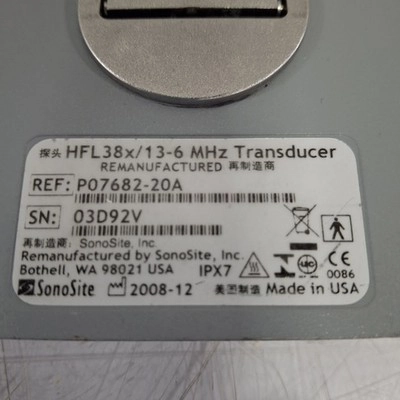 探头 HFL38x/13-6 MHz Transducer
REMANUFACTURED 再制造商
REF: P07682-20A
SN: 03D92V
再制造商: SonoSite, Inc.
Remanufactured by SonoSite, Inc.
Bothell, WA 98021 USA IPX7
0086
SonoSite 2008-12 美国制造 Made in USA